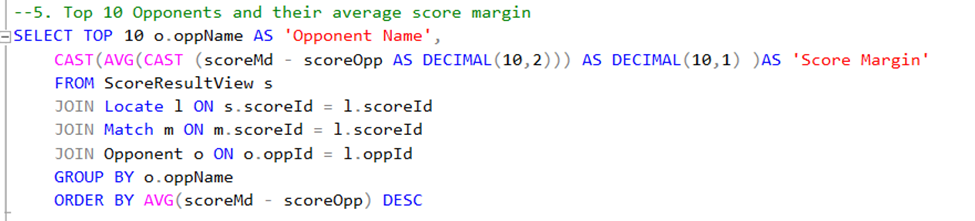 --5. Top 10 Opponents and their average score margin
SELECT TOP 10 o.oppName AS 'Opponent Name',
CAST(AVG(CAST (scoreMd - scoreOpp AS DECIMAL(10,2))) AS DECIMAL(10,1) )AS 'Score Margin'
FROM ScoreResultView s
JOIN Locate l ON s.scoreId = l.scoreId
JOIN Match m ON m.scoreId = l.scoreId
JOIN Opponent o ON o.oppId = l.oppId
GROUP BY o.oppName
ORDER BY AVG(scoreMd - scoreOpp) DESC